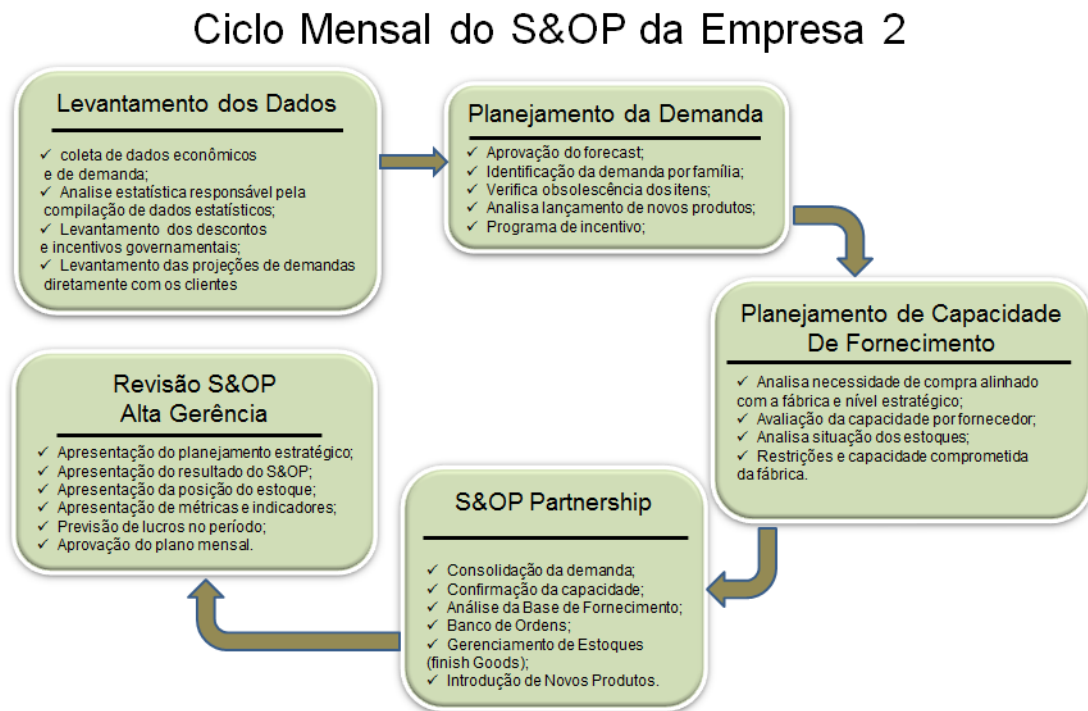 Ciclo Mensal do S&OP da Empresa 2
Levantamento dos Dados
✓ coleta de dados econômicos
e de demanda;
✓ Analise estatística responsável pela
compilação de dados estatísticos;
✓ Levantamento dos descontos
e incentivos governamentais;
✓ Levantamento das projeções de demandas
diretamente com os clientes
Planejamento da Demanda
✓ Aprovação do forecast;
✓ Identificação da demanda por família;
✓ Verifica obsolescência dos itens;
✓ Analisa lançamento de novos produtos;
✓ Programa de incentivo;
Planejamento de Capacidade
De Fornecimento
✓ Analisa necessidade de compra alinhado
com a fábrica e nível estratégico;
✓ Avaliação da capacidade por fornecedor;
✓ Analisa situação dos estoques;
✓ Restrições e capacidade comprometida
da fábrica.
S&OP Partnership
✓ Consolidação da demanda;
✓ Confirmação da capacidade;
✓ Análise da Base de Fornecimento;
✓ Banco de Ordens;
✓ Gerenciamento de Estoques
(finish Goods);
✓ Introdução de Novos Produtos.
Revisão S&OP
Alta Gerência
✓ Apresentação do planejamento estratégico;
✓ Apresentação do resultado do S&OP;
✓ Apresentação da posição do estoque;
✓ Apresentação de métricas e indicadores;
✓ Previsão de lucros no período;
✓ Aprovação do plano mensal.